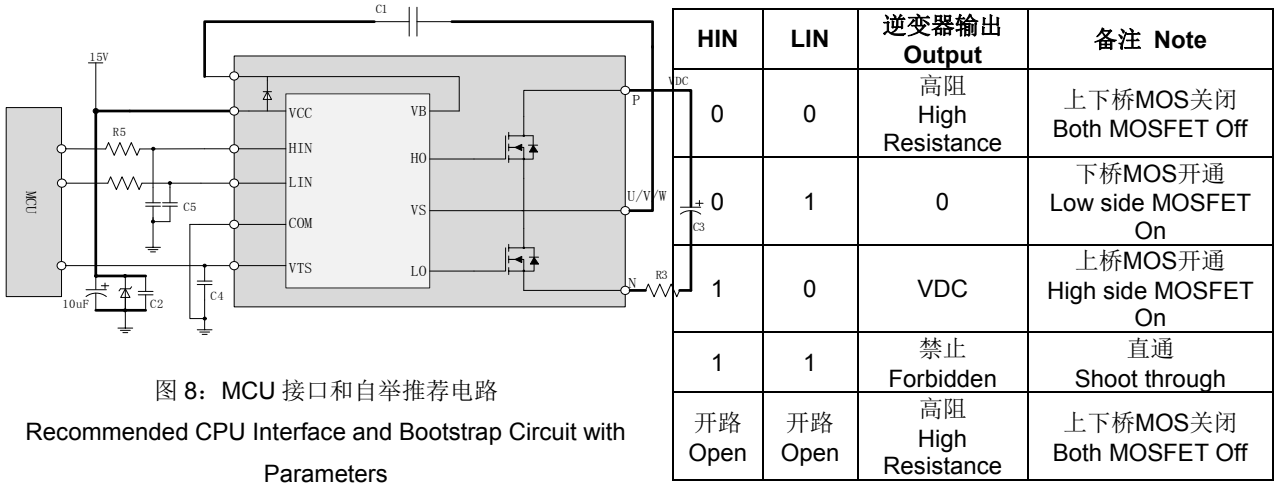 C1
15V
VDC
P
VCC
VB
R5
HIN
HO
LIN
MCU
C5
U/V/W
VS
COM
+
C3
VTS
LO
N
R3
+
10uF
C2
C4
图 8：MCU 接口和自举推荐电路
Recommended CPU Interface and Bootstrap Circuit with
Parameters
HIN LIN 逆变器输出 Output 备注 Note
0 0 高阻 上下桥MOS关闭
High Both MOSFET Off
Resistance
0 1 0 下桥MOS开通
Low side MOSFET
On
1 0 VDC 上桥MOS开通
High side MOSFET
On
1 1 禁止 直通
Forbidden Shoot through
开路 开路 高阻 上下桥MOS关闭
Open Open High Both MOSFET Off
Resistance